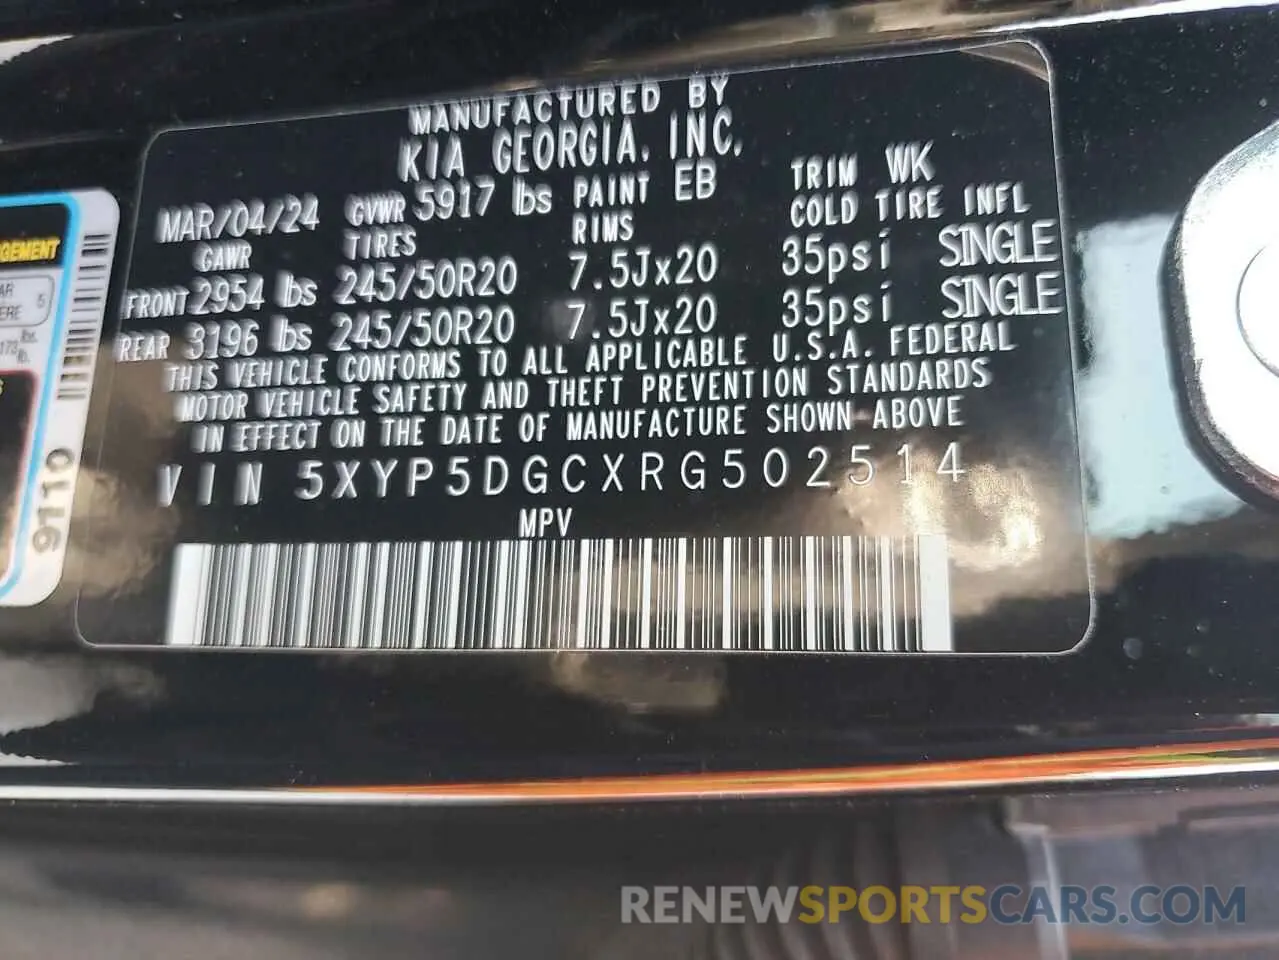 MANUFACTURED BY
KIA GEORGIA, INC.
MAR/04/24 GVWR 5917 lbs PAINT EB TRIM WK
GAWR TIRES RIMS COLD TIRE INFL
FRONT 2954 lbs 245/50R20 7.5Jx20 35psi SINGLE
REAR 3196 lbs 245/50R20 7.5Jx20 35psi SINGLE
THIS VEHICLE CONFORMS TO ALL APPLICABLE U.S.A. FEDERAL
MOTOR VEHICLE SAFETY AND THEFT PREVENTION STANDARDS
IN EFFECT ON THE DATE OF MANUFACTURE SHOWN ABOVE
VIN 5XYP5DGCXRG502514
MPV
9110
5
RENEWSPORTSCARS.COM